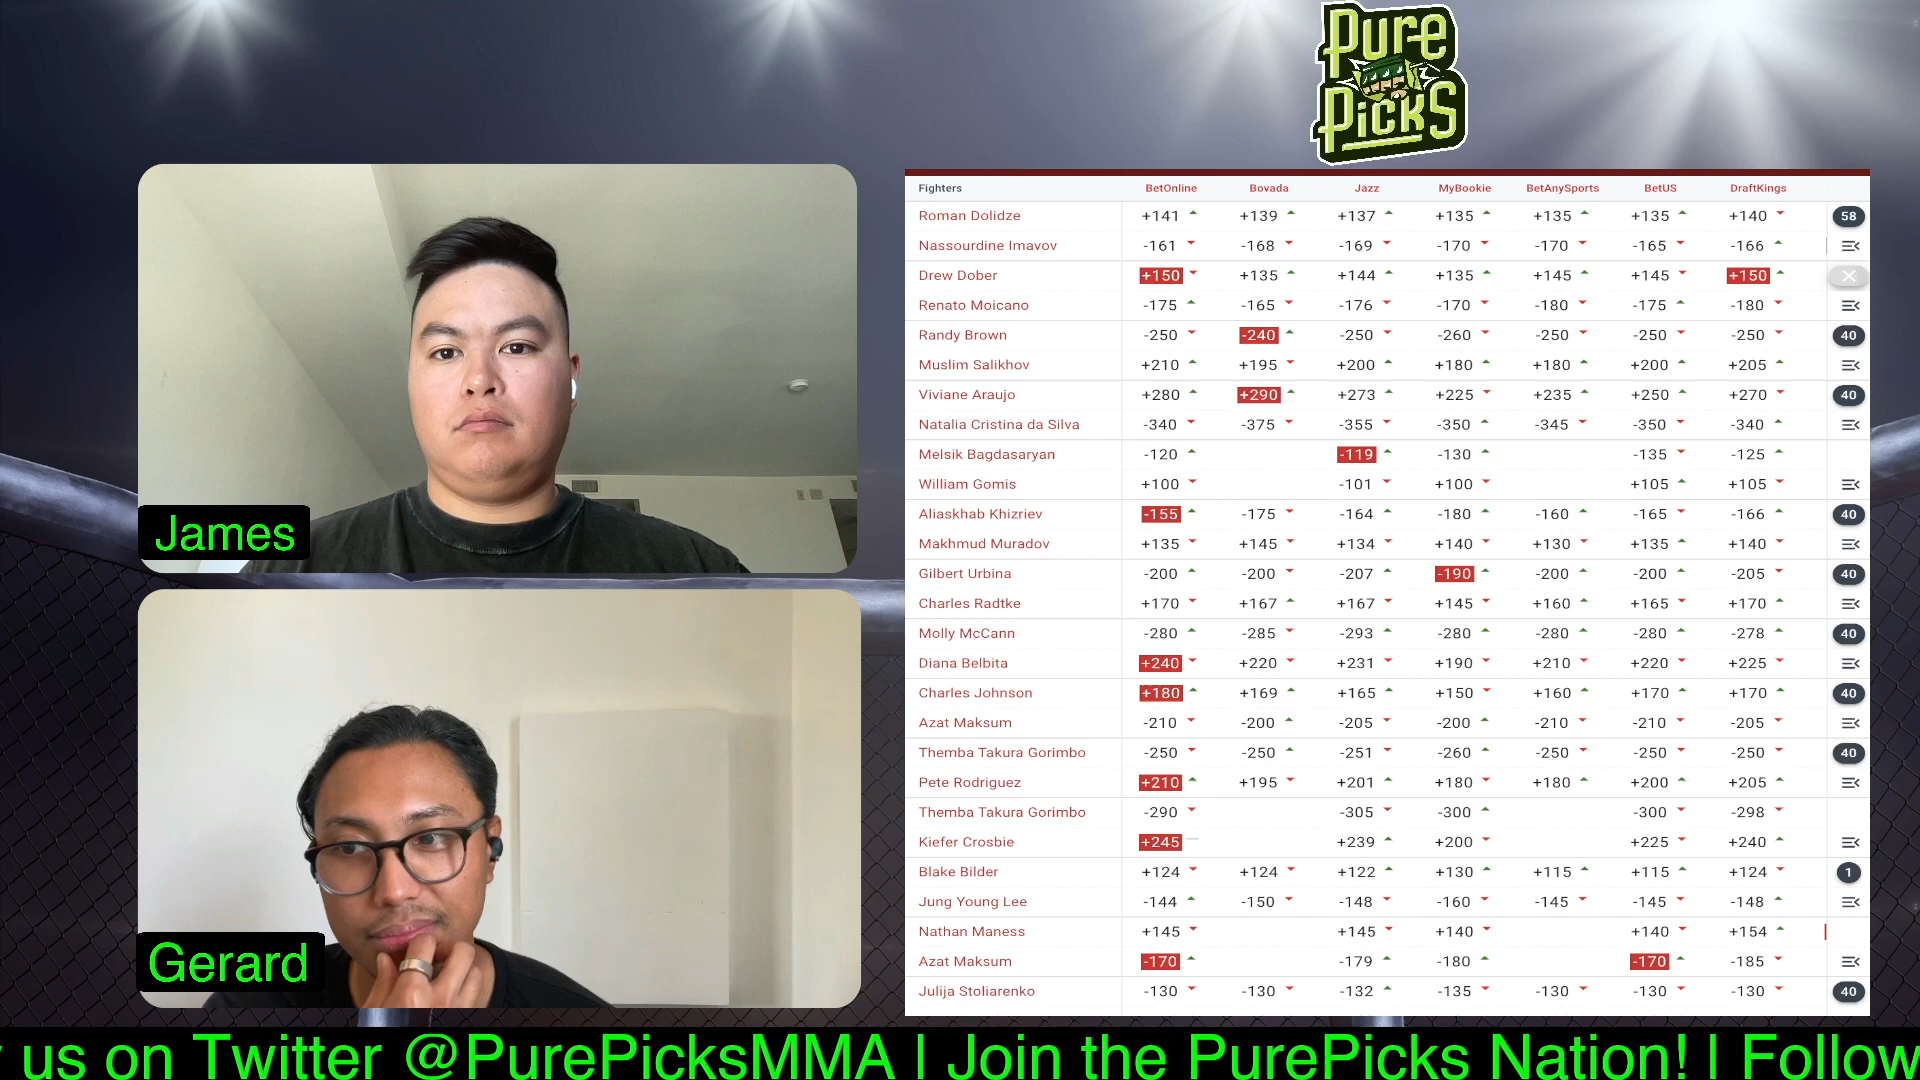 Pure
Picks
Fighters BetOnline Bovada Jazz MyBookie BetAnySports BetUS DraftKings
Roman Dolidze +141 +139 +137 +135 +135 +135 +140 58
Nassourdine Imavov -161 -168 -169 -170 -170 -165 -166
Drew Dober +150 +135 +144 +135 +145 +145 +150
Renato Moicano -175 -165 -176 -170 -180 -175 -180
Randy Brown -250 -240 -250 -260 -250 -250 -250 40
Muslim Salikhov +210 +195 +200 +180 +180 +200 +205
Viviane Araujo +280 +290 +273 +225 +235 +250 +270 40
Natalia Cristina da Silva -340 -375 -355 -350 -345 -350 -340
Melsik Bagdasaryan -120 -119 -130 -135 -125
William Gomis +100 -101 +100 +105 +105
Aliaskhab Khizriev -155 -175 -164 -180 -160 -165 -166 40
Makhmud Muradov +135 +145 +134 +140 +130 +135 +140
Gilbert Urbina -200 -200 -207 -190 -200 -200 -205 40
Charles Radtke +170 +167 +167 +145 +160 +165 +170
Molly McCann -280 -285 -293 -280 -280 -280 -278 40
Diana Belbita +240 +220 +231 +190 +210 +220 +225
Charles Johnson +180 +169 +165 +150 +160 +170 +170 40
Azat Maksum -210 -200 -205 -200 -210 -210 -205
Themba Takura Gorimbo -250 -250 -251 -260 -250 -250 -250 40
Pete Rodriguez +210 +195 +201 +180 +180 +200 +205
Themba Takura Gorimbo -290 -305 -300 -300 -298
Kiefer Crosbie +245 +239 +200 +225 +240
Blake Bilder +124 +124 +122 +130 +115 +115 +124 1
Jung Young Lee -144 -150 -148 -160 -145 -145 -148
Nathan Maness +145 +145 +140 +140 +154
Azat Maksum -170 -179 -180 -170 -185
Julija Stoliarenko -130 -130 -132 -135 -130 -130 -130 40
James
Gerard
us on Twitter @PurePicksMMA | Join the PurePicks Nation! | Follow